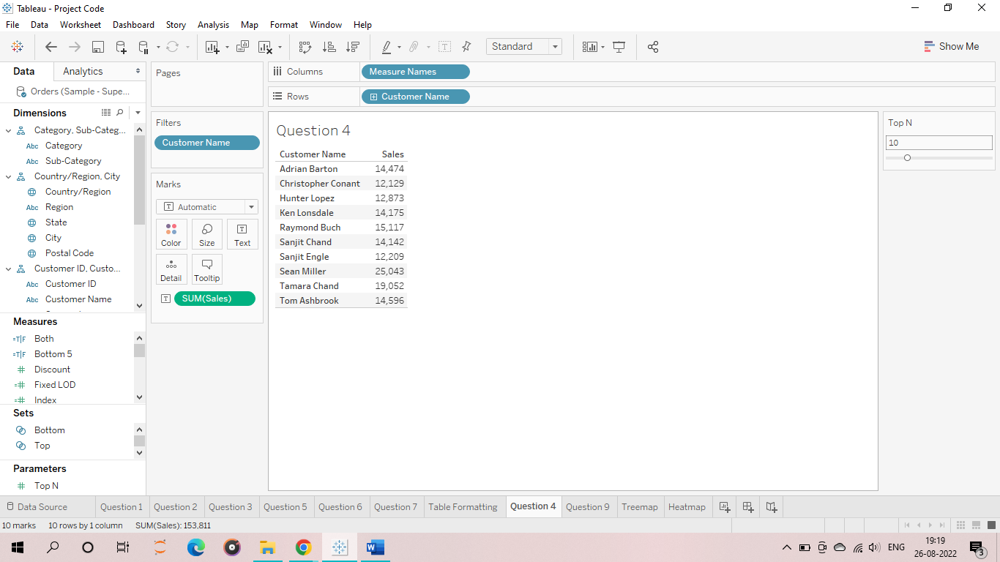 Tableau - Project Code
File Data Worksheet Dashboard Story Analysis Map Format Window Help
Standard
Show Me
Data Analytics
Orders (Sample - Supe...
Dimensions
Category, Sub-Categ...
Abc Category
Abc Sub-Category
Country/Region, City
Country/Region
Abc Region
State
City
Postal Code
Customer ID, Custo...
Abc Customer ID
Abc Customer Name
Measures
=T|F Both
=T|F Bottom 5
# Discount
=# Fixed LOD
=# Index
Sets
Bottom
Top
Parameters
# Top N
Pages
Filters
Customer Name
Marks
T Automatic
Color Size Text
Detail Tooltip
T SUM(Sales)
Columns Measure Names
Rows Customer Name
Question 4
Customer Name Sales
Adrian Barton 14,474
Christopher Conant 12,129
Hunter Lopez 12,873
Ken Lonsdale 14,175
Raymond Buch 15,117
Sanjit Chand 14,142
Sanjit Engle 12,209
Sean Miller 25,043
Tamara Chand 19,052
Tom Ashbrook 14,596
Top N
10
Data Source Question 1 Question 2 Question 3 Question 5 Question 6 Question 7 Table Formatting Question 4 Question 9 Treemap Heatmap
10 marks 10 rows by 1 column SUM(Sales): 153,811
ENG
19:19
26-08-2022
3